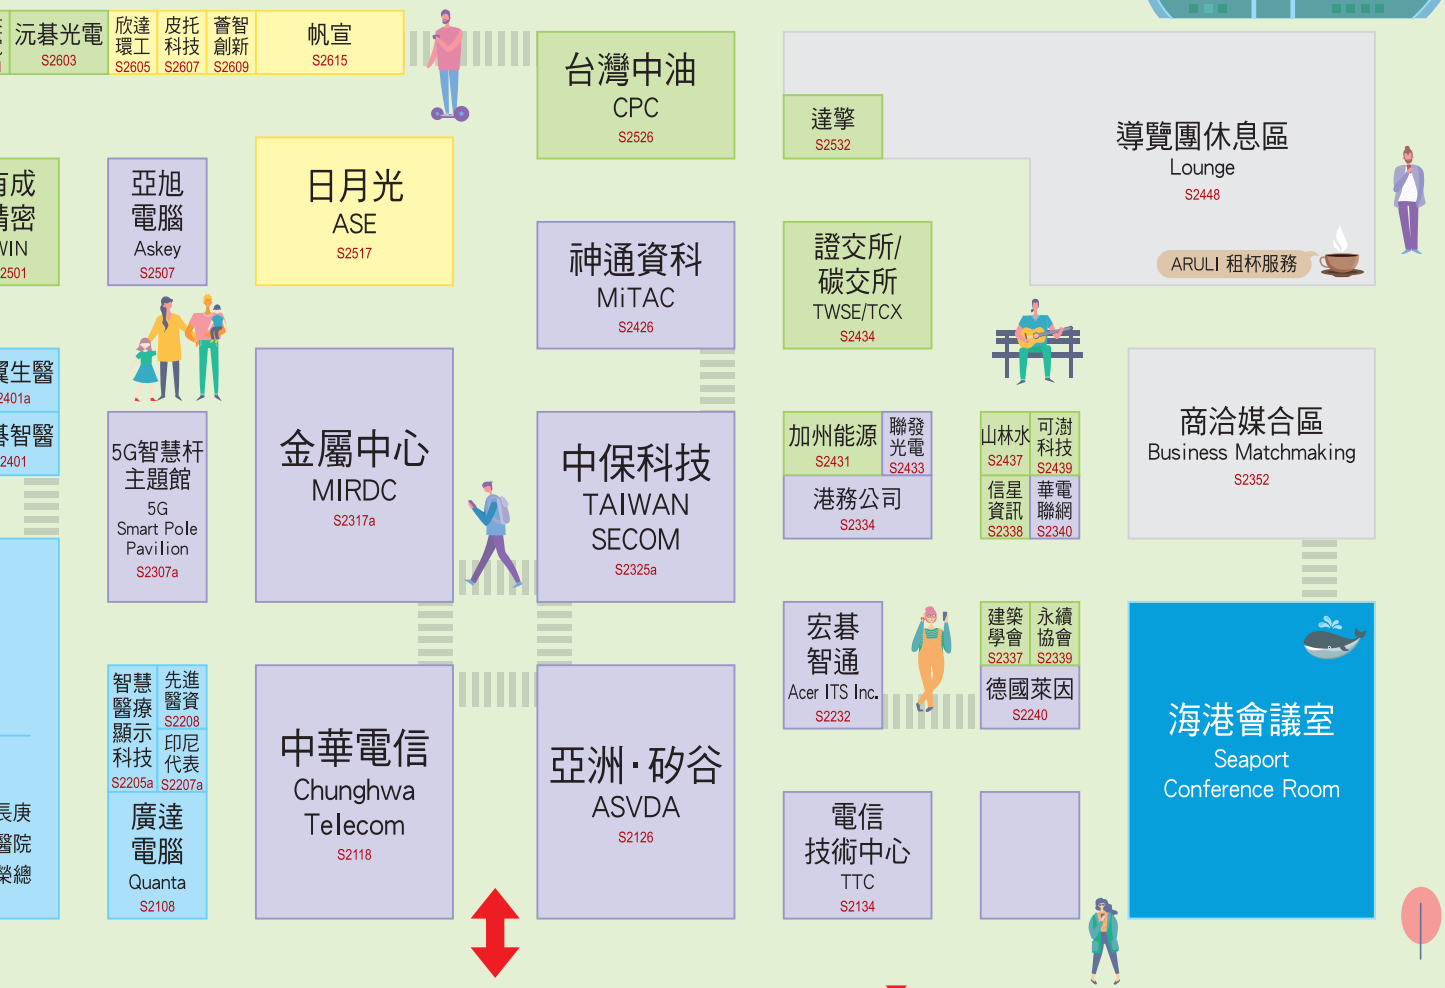 沅碁光電
S2603
欣達
環工
S2605
皮托
科技
S2607
薈智
創新
S2609
帆宣
S2615
台灣中油
CPC
S2526
達擎
S2532
導覽團休息區
Lounge
S2448
ARULI 租杯服務
有成
精密
WIN
2501
亞旭
電腦
Askey
S2507
日月光
ASE
S2517
神通資科
MiTAC
S2426
證交所/
碳交所
TWSE/TCX
S2434
生醫
2401a
智醫
2401
5G智慧杆
主題館
5G
Smart Pole
Pavilion
S2307a
金屬中心
MIRDC
S2317a
中保科技
TAIWAN
SECOM
S2325a
加州能源
S2431
聯發
光電
S2433
港務公司
S2334
山林水
S2437
可澍
科技
S2439
信星
資訊
S2338
華電
聯網
S2340
商洽媒合區
Business Matchmaking
S2352
智慧
醫療
顯示
科技
S2205a
先進
醫資
S2208
印尼
代表
S2207a
廣達
電腦
Quanta
S2108
長庚
醫院
榮總
中華電信
Chunghwa
Telecom
S2118
亞洲·矽谷
ASVDA
S2126
宏碁
智通
Acer ITS Inc.
S2232
建築
學會
S2337
永續
協會
S2339
德國萊因
S2240
電信
技術中心
TTC
S2134
海港會議室
Seaport
Conference Room